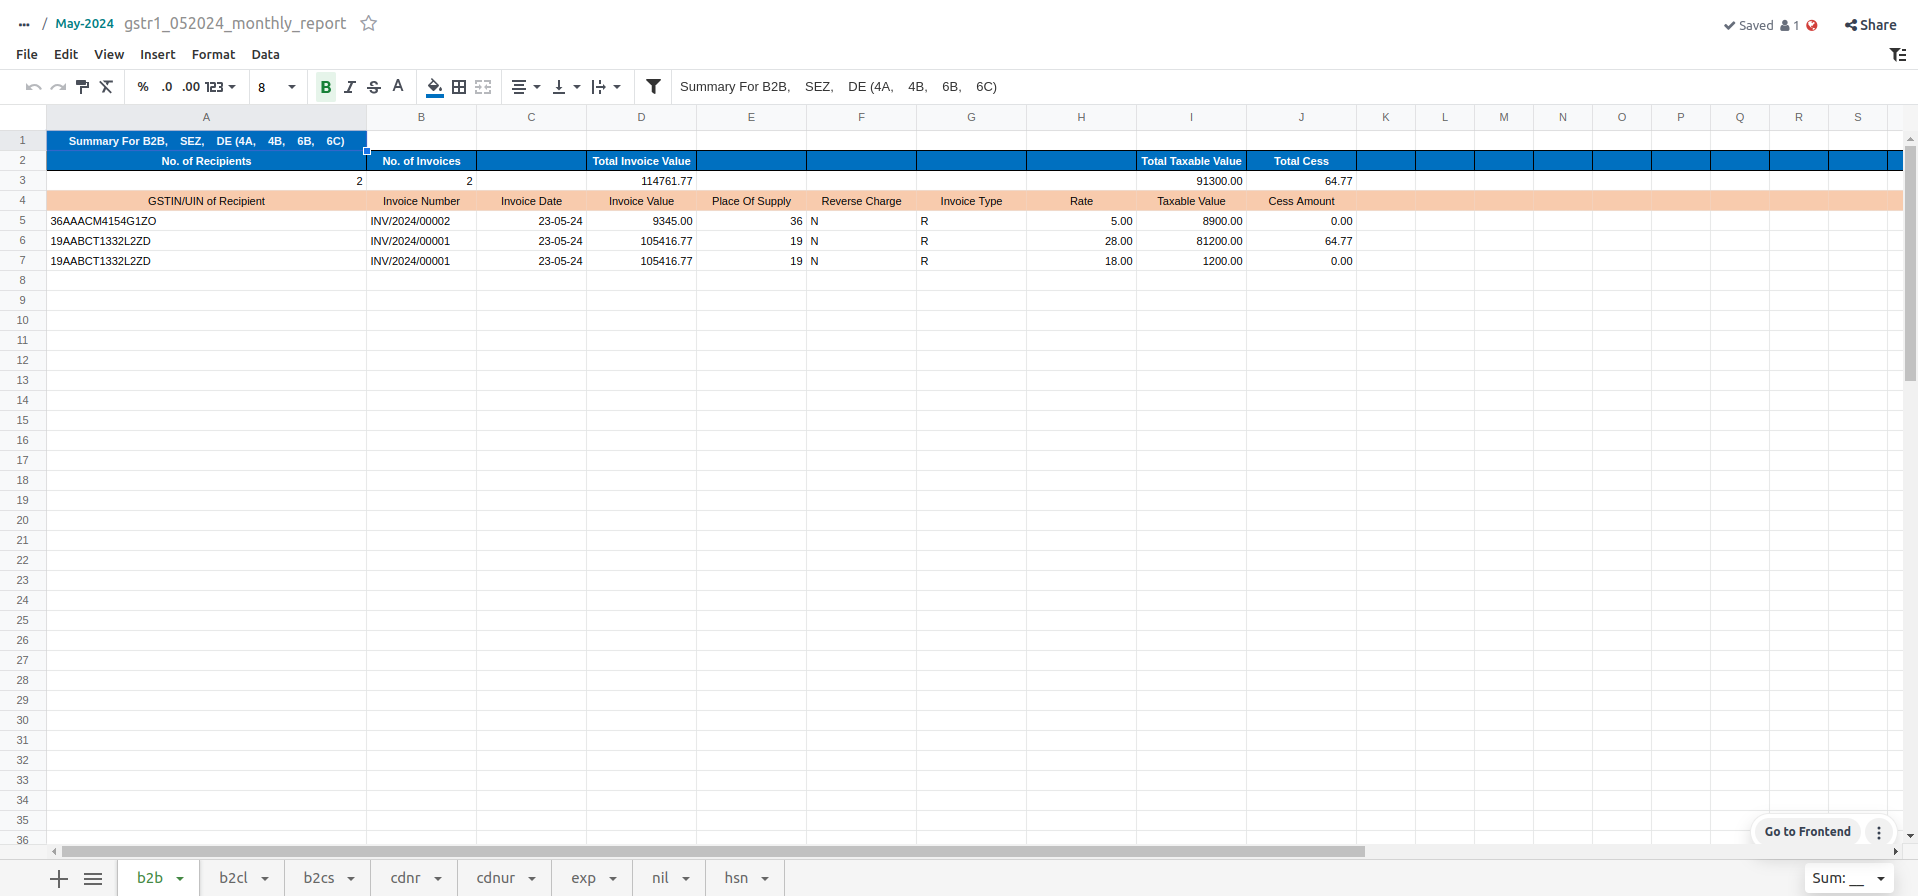 ... / May-2024 gstr1_052024_monthly_report
Saved 1 Share
File Edit View Insert Format Data
% .0 .00 123 8 B I S A Summary For B2B, SEZ, DE (4A, 4B, 6B, 6C)
A B C D E F G H I J K L M N O P Q R S
1 Summary For B2B, SEZ, DE (4A, 4B, 6B, 6C)
2 No. of Recipients No. of Invoices Total Invoice Value Total Taxable Value Total Cess
3 2 2 114761.77 91300.00 64.77
4 GSTIN/UIN of Recipient Invoice Number Invoice Date Invoice Value Place Of Supply Reverse Charge Invoice Type Rate Taxable Value Cess Amount
5 36AAACM4154G1ZO INV/2024/00002 23-05-24 9345.00 36 N R 5.00 8900.00 0.00
6 19AABCT1332L2ZD INV/2024/00001 23-05-24 105416.77 19 N R 28.00 81200.00 64.77
7 19AABCT1332L2ZD INV/2024/00001 23-05-24 105416.77 19 N R 18.00 1200.00 0.00
8
9
10
11
12
13
14
15
16
17
18
19
20
21
22
23
24
25
26
27
28
29
30
31
32
33
34
35
36
Go to Frontend
b2b b2cl b2cs cdnr cdnur exp nil hsn Sum: __